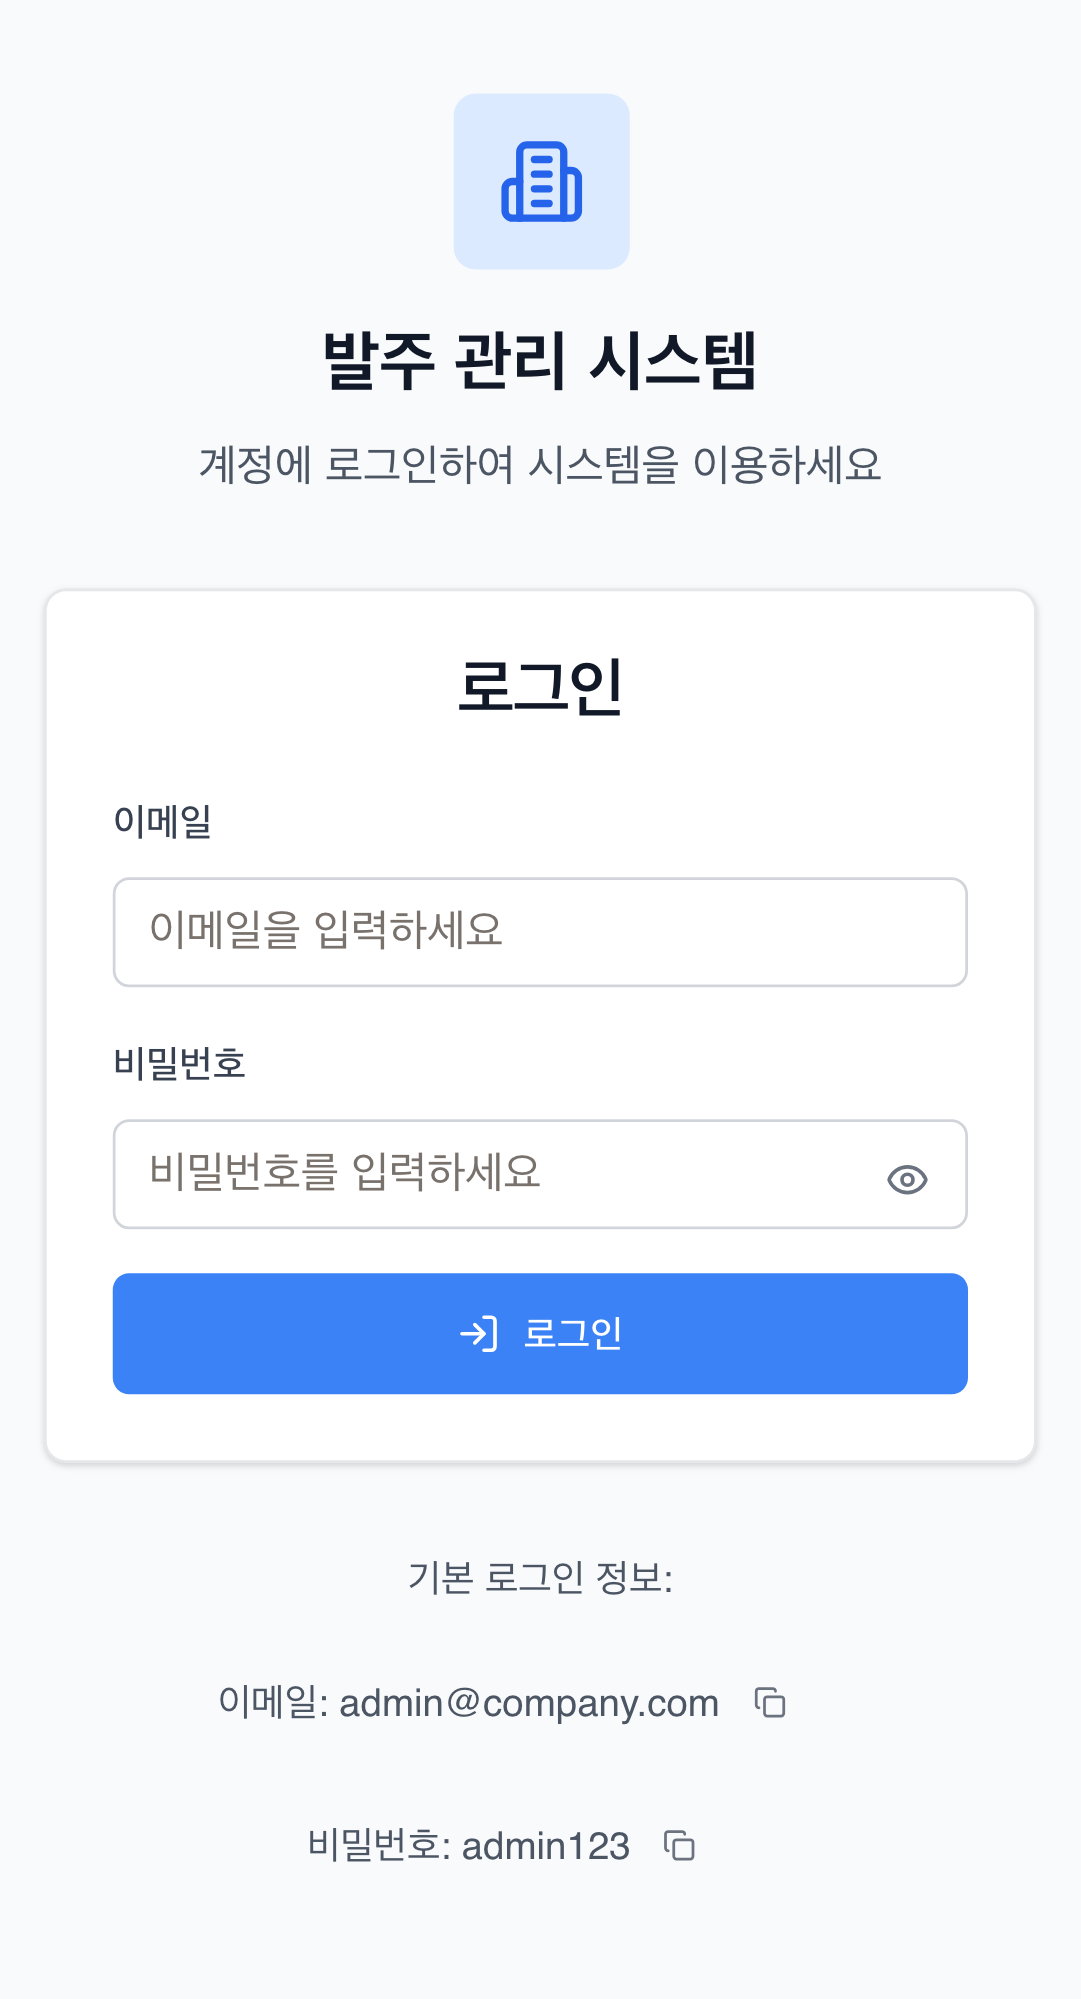 발주 관리 시스템
계정에 로그인하여 시스템을 이용하세요
로그인
이메일
이메일을 입력하세요
비밀번호
비밀번호를 입력하세요
로그인
기본 로그인 정보:
이메일: admin@company.com
비밀번호: admin123